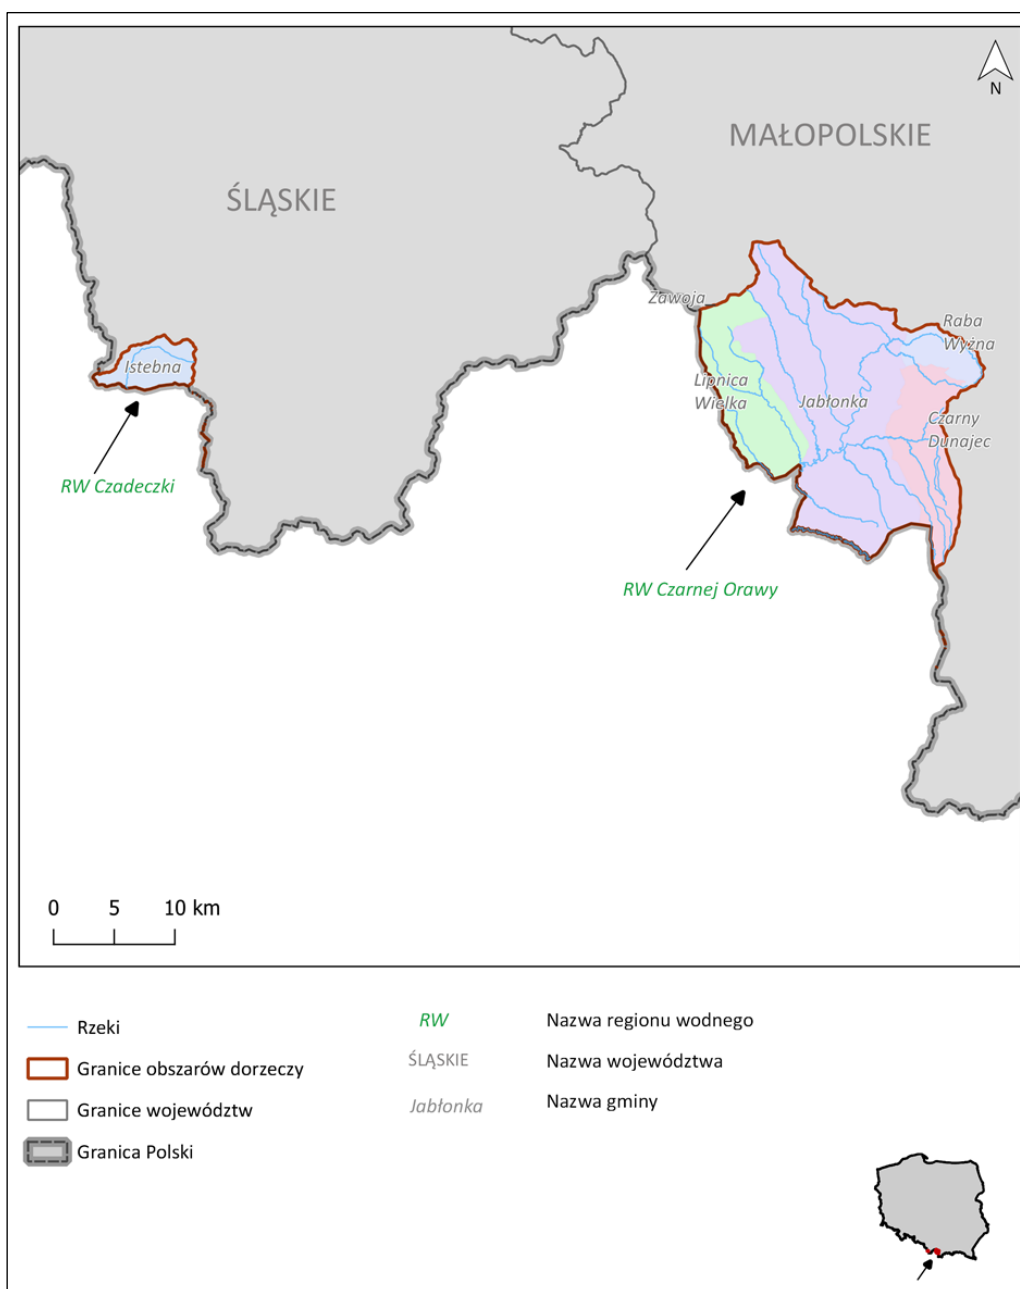 N
MAŁOPOLSKIE
ŚLĄSKIE
Zawoja
Raba
Wyżna
Istebna
Lipnica
Wielka
Jabłonka
Czarny
Dunajec
RW Czadeczki
RW Czarnej Orawy
0 5 10 km
Rzeki
Granice obszarów dorzeczy
Granice województw
Granica Polski
RW Nazwa regionu wodnego
ŚLĄSKIE Nazwa województwa
Jabłonka Nazwa gminy